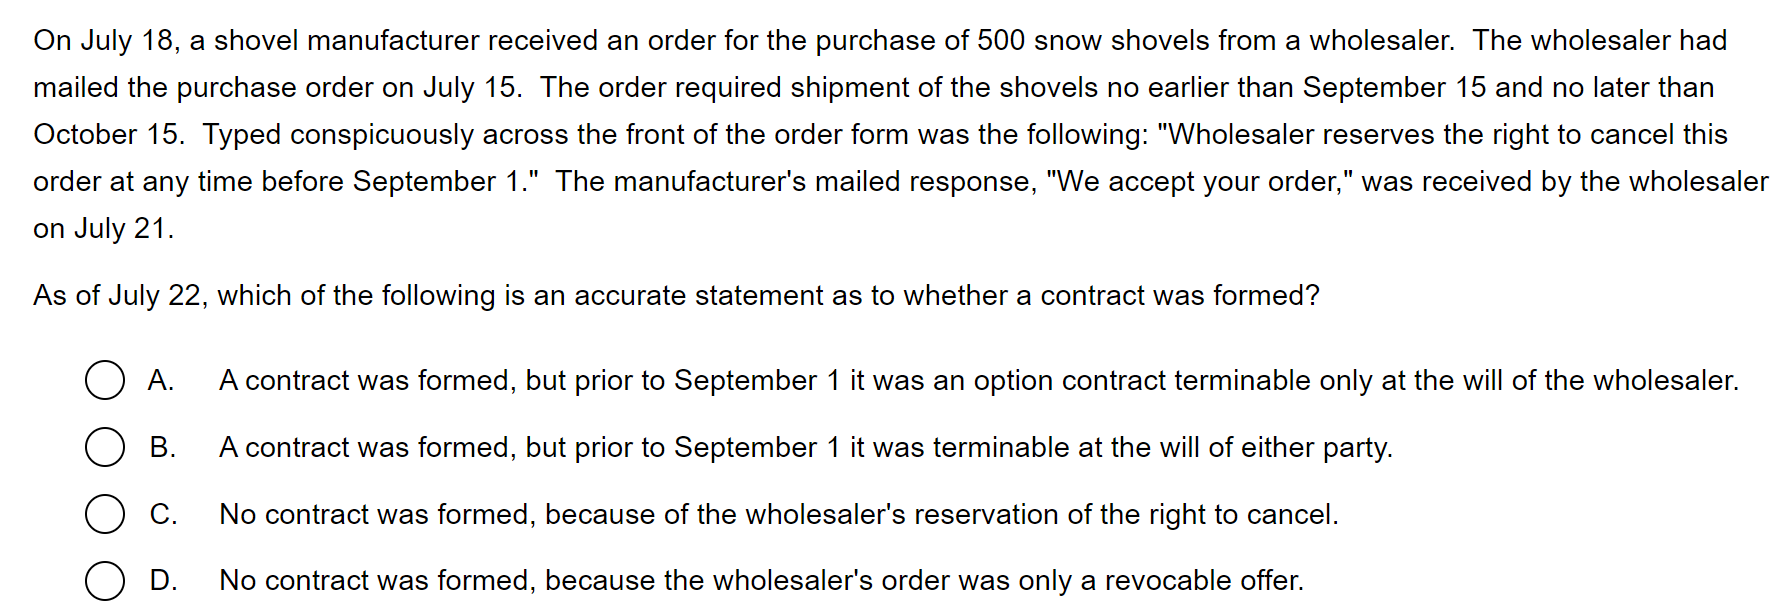 On July 18, a shovel manufacturer received an order for the purchase of 500 snow shovels from a wholesaler.  The wholesaler had
mailed the purchase order on July 15.  The order required shipment of the shovels no earlier than September 15 and no later than
October 15.  Typed conspicuously across the front of the order form was the following: "Wholesaler reserves the right to cancel this
order at any time before September 1."  The manufacturer's mailed response, "We accept your order," was received by the wholesaler
on July 21.
As of July 22, which of the following is an accurate statement as to whether a contract was formed?
A. A contract was formed, but prior to September 1 it was an option contract terminable only at the will of the wholesaler.
B. A contract was formed, but prior to September 1 it was terminable at the will of either party.
C. No contract was formed, because of the wholesaler's reservation of the right to cancel.
D. No contract was formed, because the wholesaler's order was only a revocable offer.